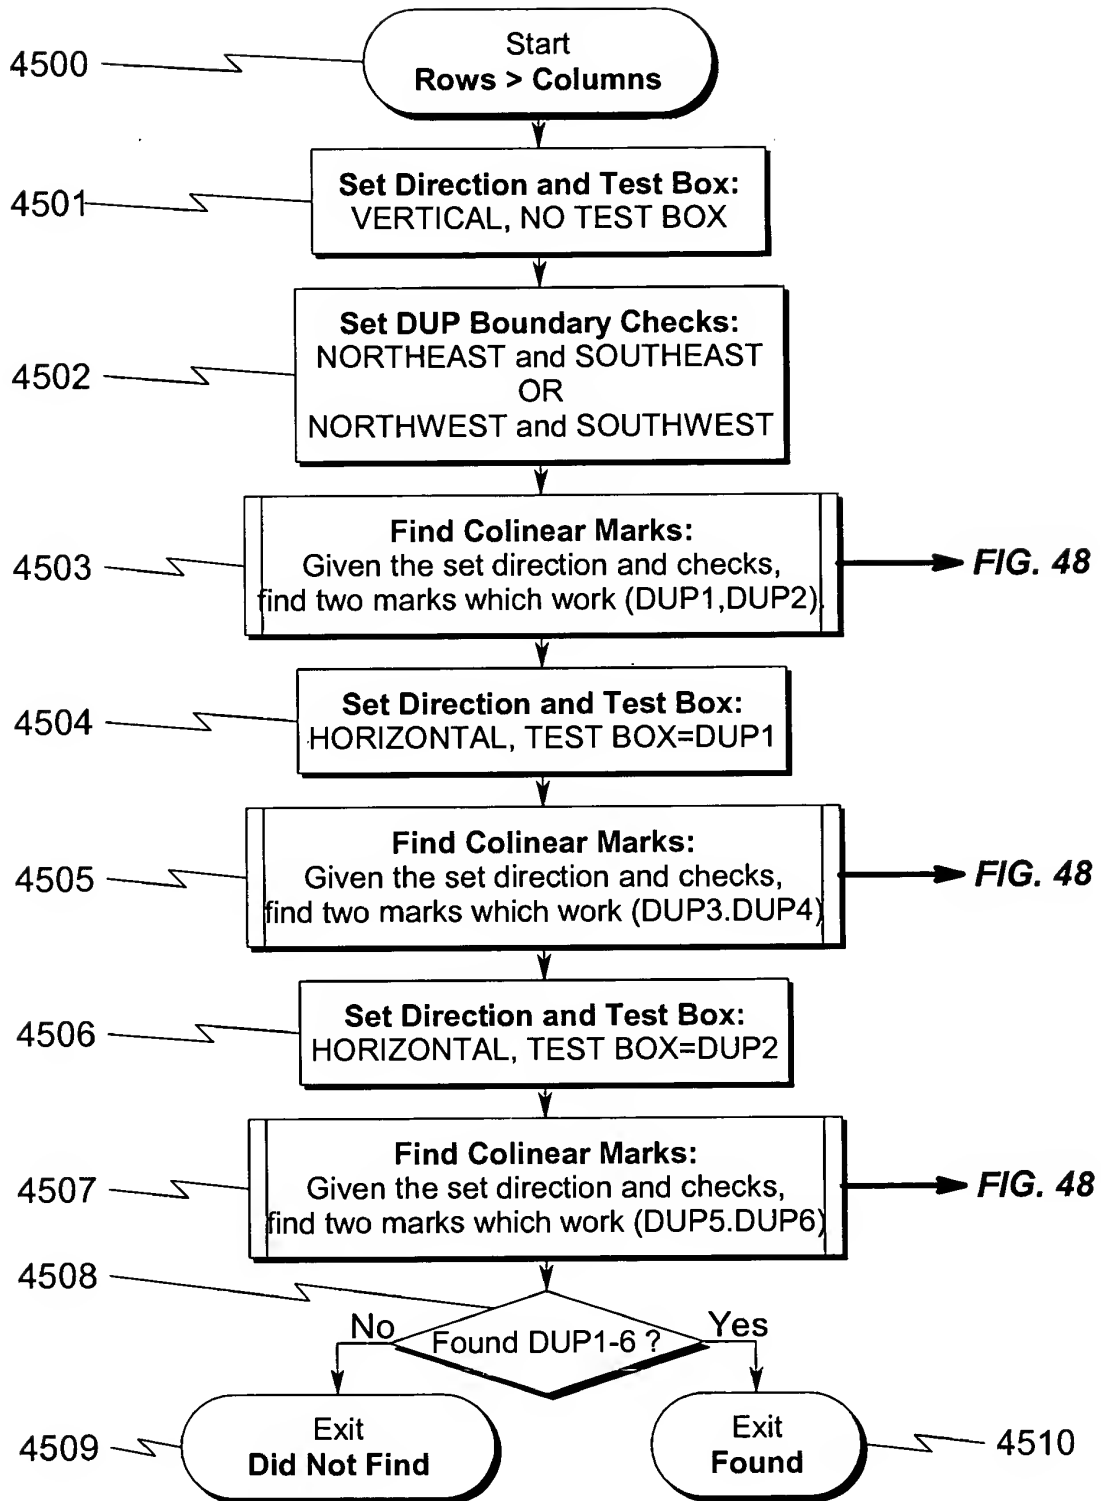 4500
Start
Rows > Columns
4501
Set Direction and Test Box:
VERTICAL, NO TEST BOX
4502
Set DUP Boundary Checks:
NORTHEAST and SOUTHEAST
OR
NORTHWEST and SOUTHWEST
4503
Find Colinear Marks:
Given the set direction and checks,
find two marks which work (DUP1,DUP2).
FIG. 48
4504
Set Direction and Test Box:
HORIZONTAL, TEST BOX=DUP1
4505
Find Colinear Marks:
Given the set direction and checks,
find two marks which work (DUP3.DUP4)
FIG. 48
4506
Set Direction and Test Box:
HORIZONTAL, TEST BOX=DUP2
4507
Find Colinear Marks:
Given the set direction and checks,
find two marks which work (DUP5.DUP6)
FIG. 48
4508
No
Found DUP1-6 ?
Yes
4509
Exit
Did Not Find
Exit
Found
4510